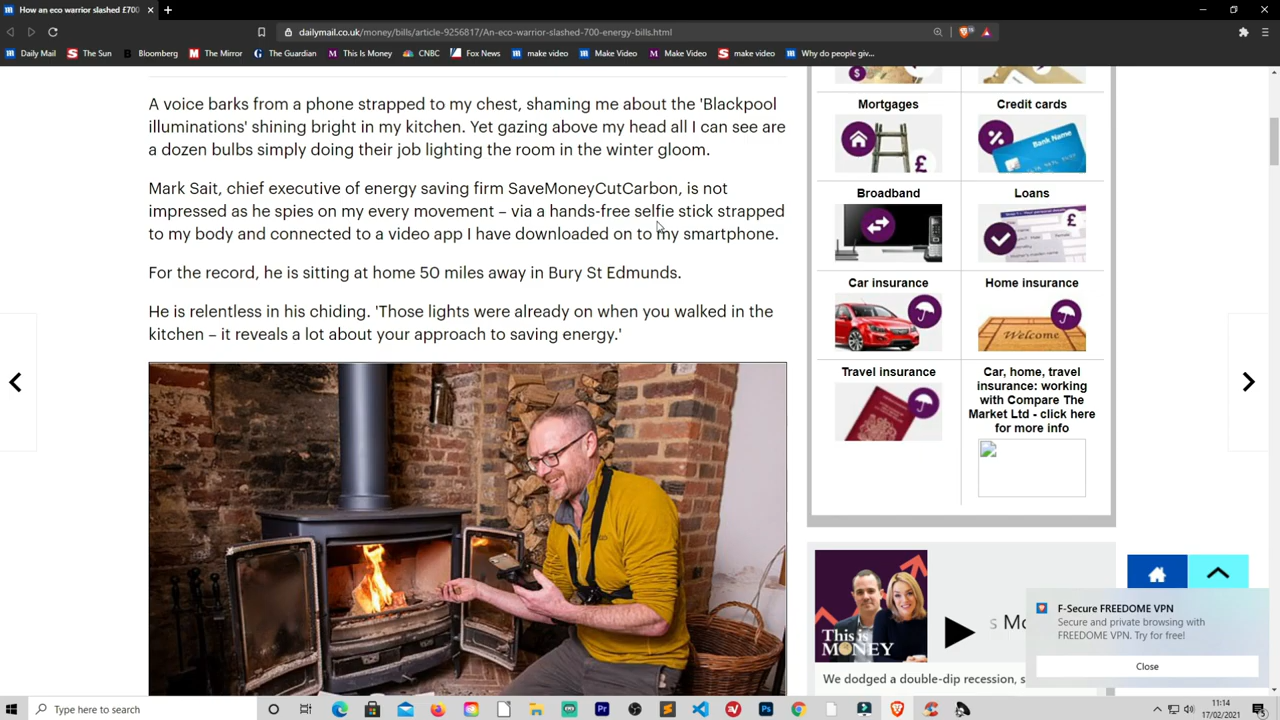 How an eco warrior slashed £700
dailymail.co.uk/money/bills/article-9256817/An-eco-warrior-slashed-700-energy-bills.html
Daily Mail The Sun Bloomberg The Mirror The Guardian This Is Money CNBC Fox News make video Make Video Make Video make video Why do people giv...
A voice barks from a phone strapped to my chest, shaming me about the 'Blackpool
illuminations' shining bright in my kitchen. Yet gazing above my head all I can see are
a dozen bulbs simply doing their job lighting the room in the winter gloom.
Mark Sait, chief executive of energy saving firm SaveMoneyCutCarbon, is not
impressed as he spies on my every movement – via a hands-free selfie stick strapped
to my body and connected to a video app I have downloaded on to my smartphone.
For the record, he is sitting at home 50 miles away in Bury St Edmunds.
He is relentless in his chiding. 'Those lights were already on when you walked in the
kitchen – it reveals a lot about your approach to saving energy.'
Mortgages
Credit cards
Bank Name
Broadband
Loans
Car insurance
Home insurance
Welcome
Travel insurance
Car, home, travel
insurance: working
with Compare The
Market Ltd - click here
for more info
This is
MONEY
s Mo
We dodged a double-dip recession, s
F-Secure FREEDOME VPN
Secure and private browsing with
FREEDOME VPN. Try for free!
Close
Type here to search
11:14
17/02/2021